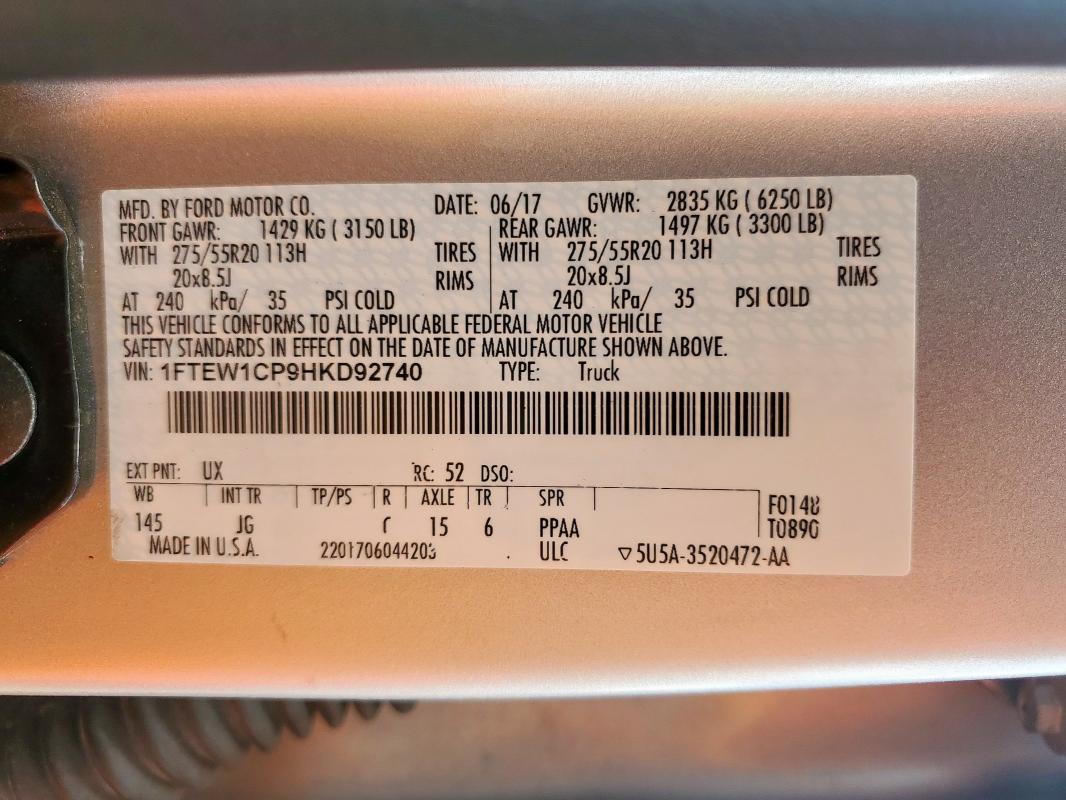 MFD. BY FORD MOTOR CO. DATE: 06/17 GVWR: 2835 KG ( 6250 LB)
FRONT GAWR: 1429 KG ( 3150 LB) REAR GAWR: 1497 KG ( 3300 LB)
WITH 275/55R20 113H TIRES WITH 275/55R20 113H TIRES
20x8.5J RIMS 20x8.5J RIMS
AT 240 kPa/ 35 PSI COLD AT 240 kPa/ 35 PSI COLD
THIS VEHICLE CONFORMS TO ALL APPLICABLE FEDERAL MOTOR VEHICLE
SAFETY STANDARDS IN EFFECT ON THE DATE OF MANUFACTURE SHOWN ABOVE.
VIN: 1FTEW1CP9HKD92740 TYPE: Truck
EXT PNT: UX RC: 52 DSO:
WB INT TR TP/PS R AXLE TR SPR F0148
145 JG 15 6 PPAA T0890
MADE IN U.S.A. 2201706044203 ULC ▽5U5A-3520472-AA